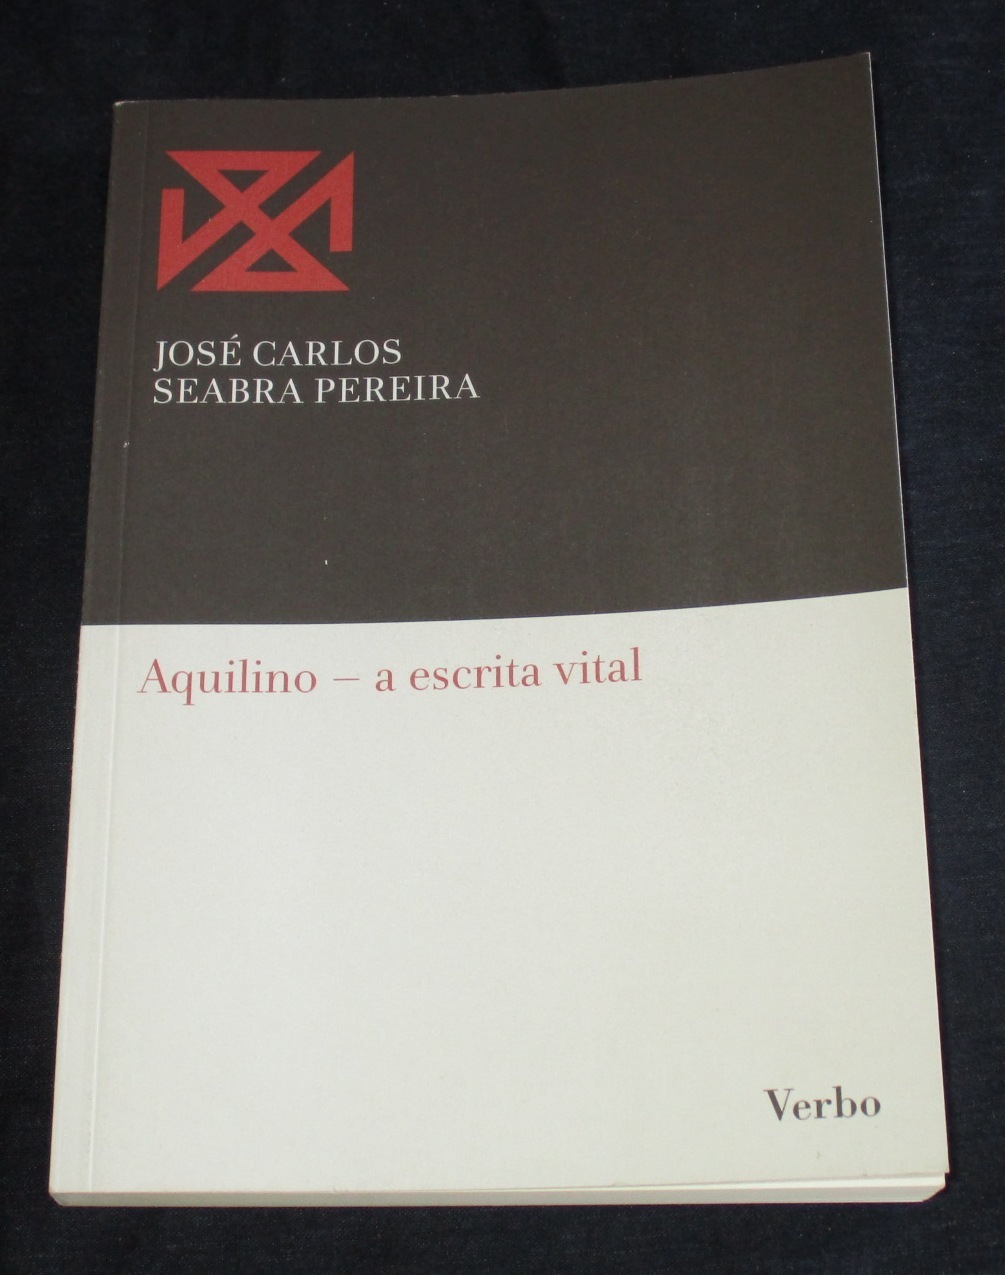 JOSÉ CARLOS
SEABRA PEREIRA
Aquilino – a escrita vital
Verbo